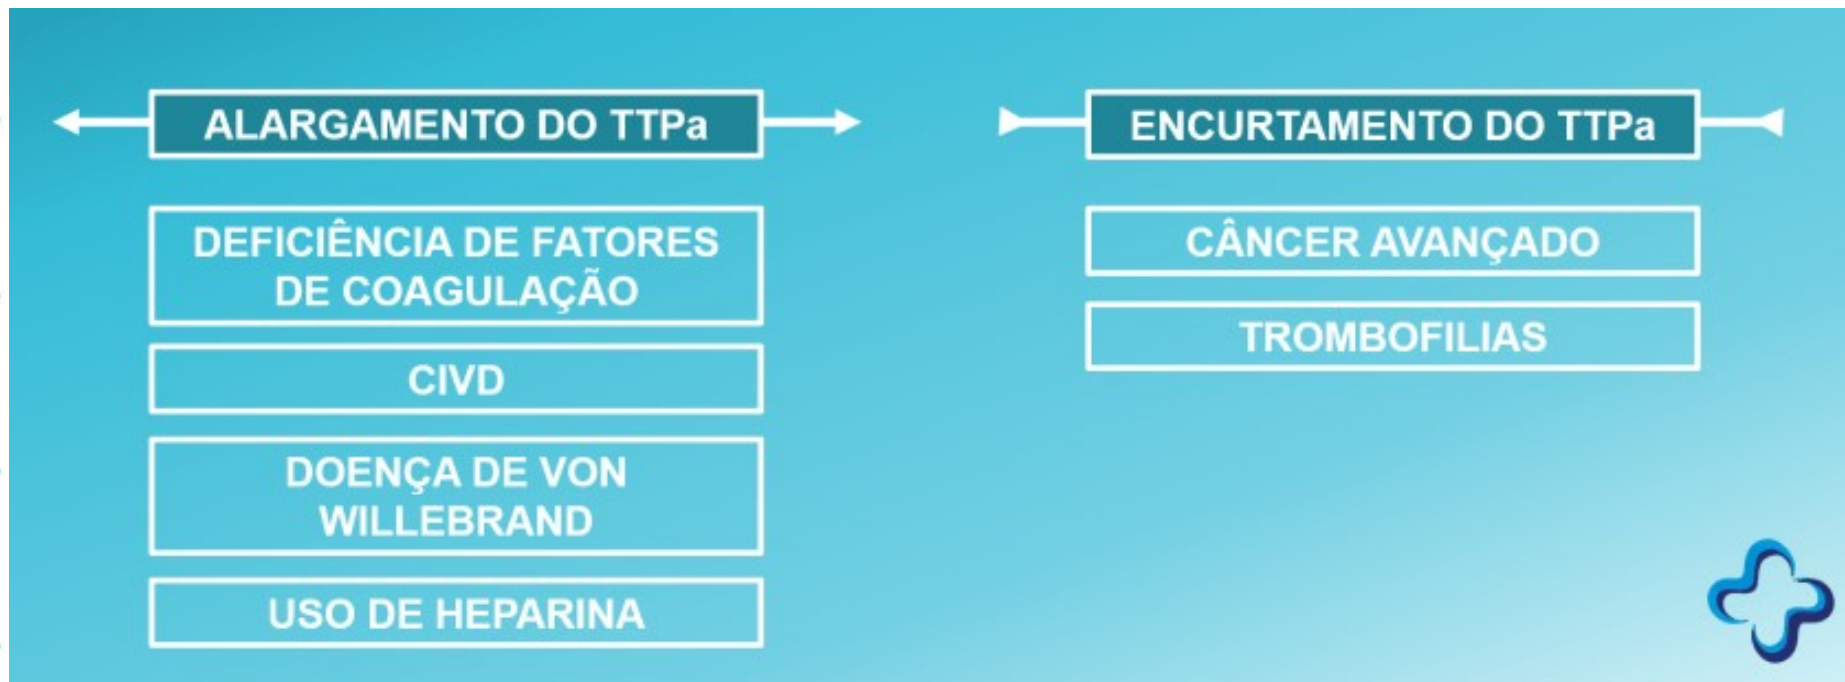 ALARGAMENTO DO TTPa
DEFICIÊNCIA DE FATORES
DE COAGULAÇÃO
CIVD
DOENÇA DE VON
WILLEBRAND
USO DE HEPARINA
ENCURTAMENTO DO TTPa
CÂNCER AVANÇADO
TROMBOFILIAS